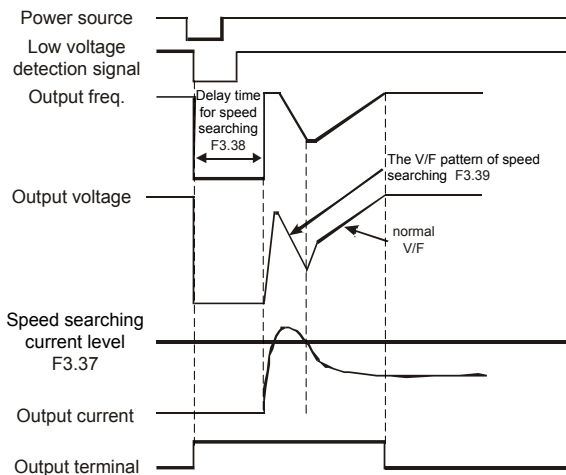 Power source
Low voltage
detection signal
Output freq.
Delay time
for speed
searching
F3.38
The V/F pattern of speed
searching F3.39
Output voltage
normal
V/F
Speed searching
current level
F3.37
Output current
Output terminal